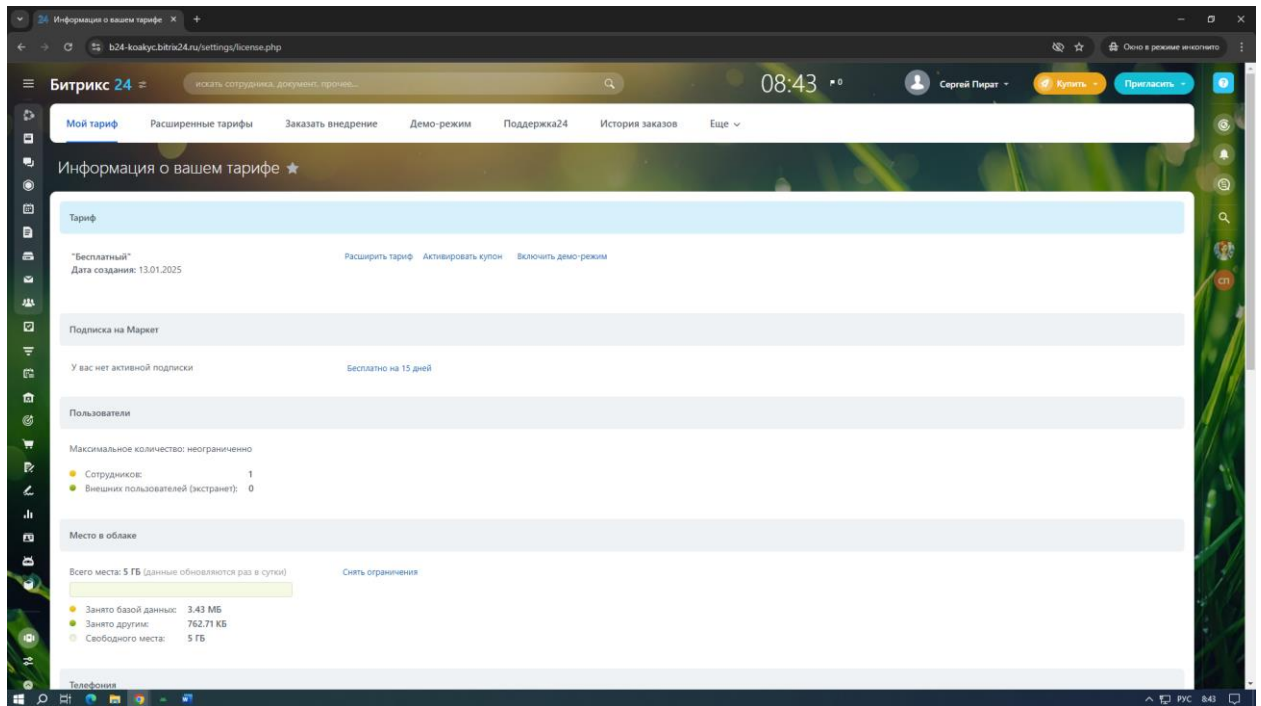 24 Информация о вашем тарифе
b24-koakyc.bitrix24.ru/settings/license.php
Окно в режиме инкогнито
Битрикс 24
искать сотрудника, документ, прочее...
08:43
0
Сергей Пират
Купить
Пригласить
Мой тариф Расширенные тарифы Заказать внедрение Демо-режим Поддержка24 История заказов Еще
Информация о вашем тарифе
Тариф
"Бесплатный" Расширить тариф Активировать купон Включить демо-режим
Дата создания: 13.01.2025
СП
Подписка на Маркет
У вас нет активной подписки Бесплатно на 15 дней
Пользователи
Максимальное количество: неограниченно
Сотрудников: 1
Внешних пользователей (экстранет): 0
Место в облаке
Всего места: 5 ГБ (данные обновляются раз в сутки) Снять ограничения
Занято базой данных: 3.43 МБ
Занято другим: 762.71 КБ
Свободного места: 5 ГБ
Телефония
РУС 8:43